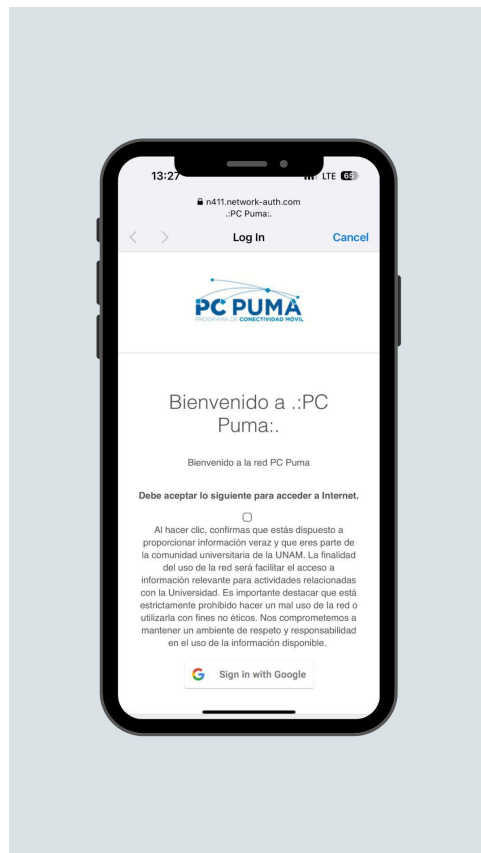 13:27 LTE 65
n411.network-auth.com
.:PC Puma:.
Log In Cancel
PC PUMA
PROGRAMA DE CONECTIVIDAD MÓVIL
Bienvenido a .:PC
Puma:.
Bienvenido a la red PC Puma
Debe aceptar lo siguiente para acceder a Internet.
Al hacer clic, confirmas que estás dispuesto a
proporcionar información veraz y que eres parte de
la comunidad universitaria de la UNAM. La finalidad
del uso de la red será facilitar el acceso a
información relevante para actividades relacionadas
con la Universidad. Es importante destacar que está
estrictamente prohibido hacer un mal uso de la red o
utilizarla con fines no éticos. Nos comprometemos a
mantener un ambiente de respeto y responsabilidad
en el uso de la información disponible.
Sign in with Google